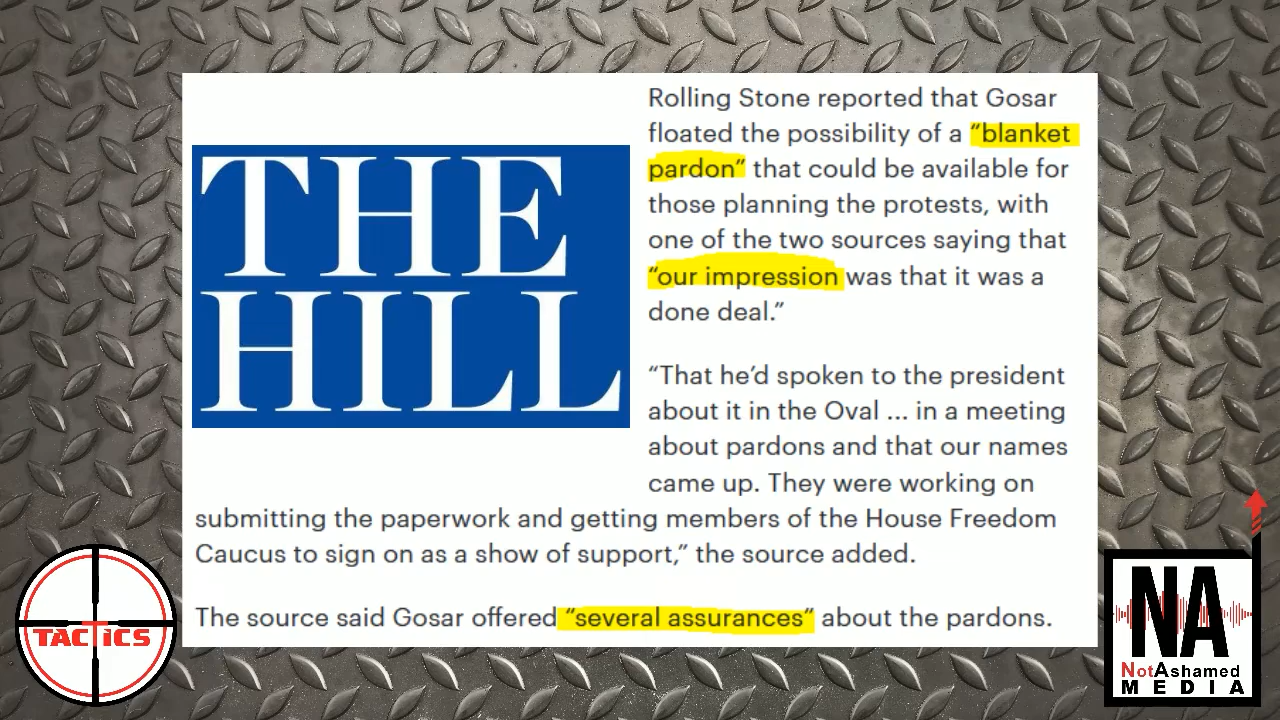 THE
HILL
Rolling Stone reported that Gosar
floated the possibility of a “blanket
pardon” that could be available for
those planning the protests, with
one of the two sources saying that
“our impression was that it was a
done deal.”
“That he’d spoken to the president
about it in the Oval ... in a meeting
about pardons and that our names
came up. They were working on
submitting the paperwork and getting members of the House Freedom
Caucus to sign on as a show of support,” the source added.
The source said Gosar offered “several assurances” about the pardons.
TACTICS
NA
NotAshamed
MEDIA